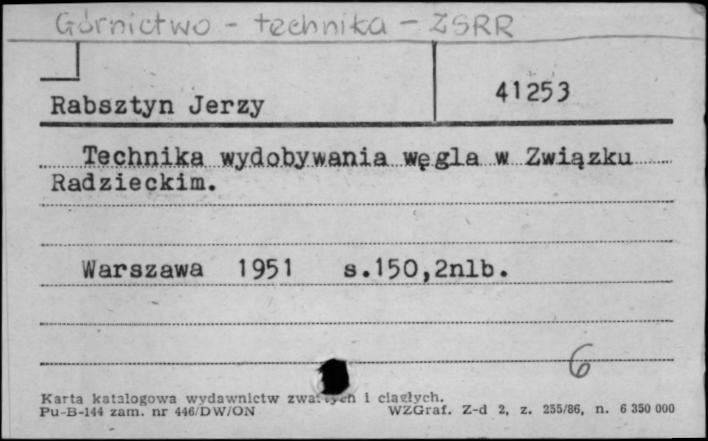 Górnictwo - technika - ZSRR
Rabsztyn Jerzy
41253
Technika wydobywania węgla w Związku
Radzieckim.
Warszawa 1951 s.150,2nlb.
6
Karta katalogowa wydawnictw zwartych i ciągłych.
Pu-B-144 zam. nr 446/DW/ON WZGraf. Z-d 2, z. 255/86, n. 6 350 000